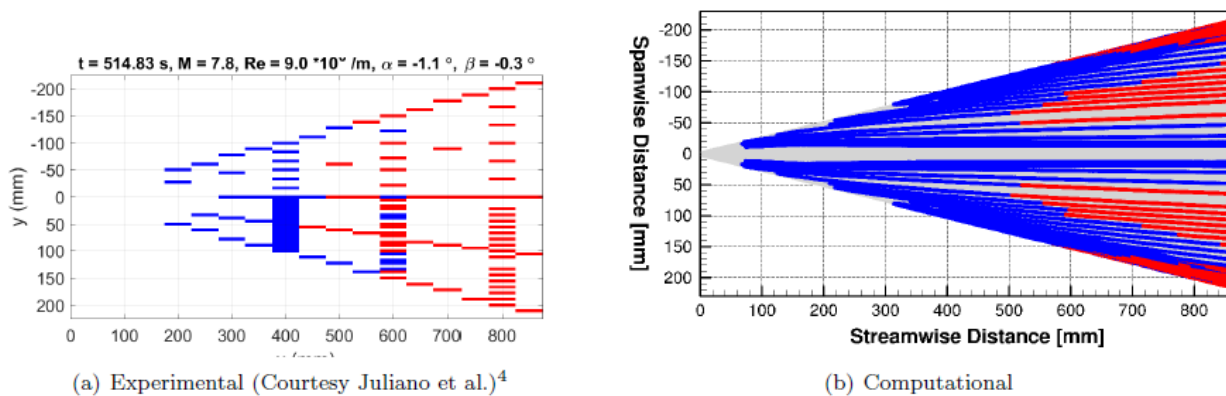 t = 514.83 s, M = 7.8, Re = 9.0 *10˅ /m, α = -1.1 °, β = -0.3 °
-200
-150
-100
-50
0
50
100
150
200
y (mm)
0 100 200 300 400 500 600 700 800
(a) Experimental (Courtesy Juliano et al.)⁴
-200
-150
-100
-50
0
50
100
150
200
Spanwise Distance [mm]
0 100 200 300 400 500 600 700 800
Streamwise Distance [mm]
(b) Computational